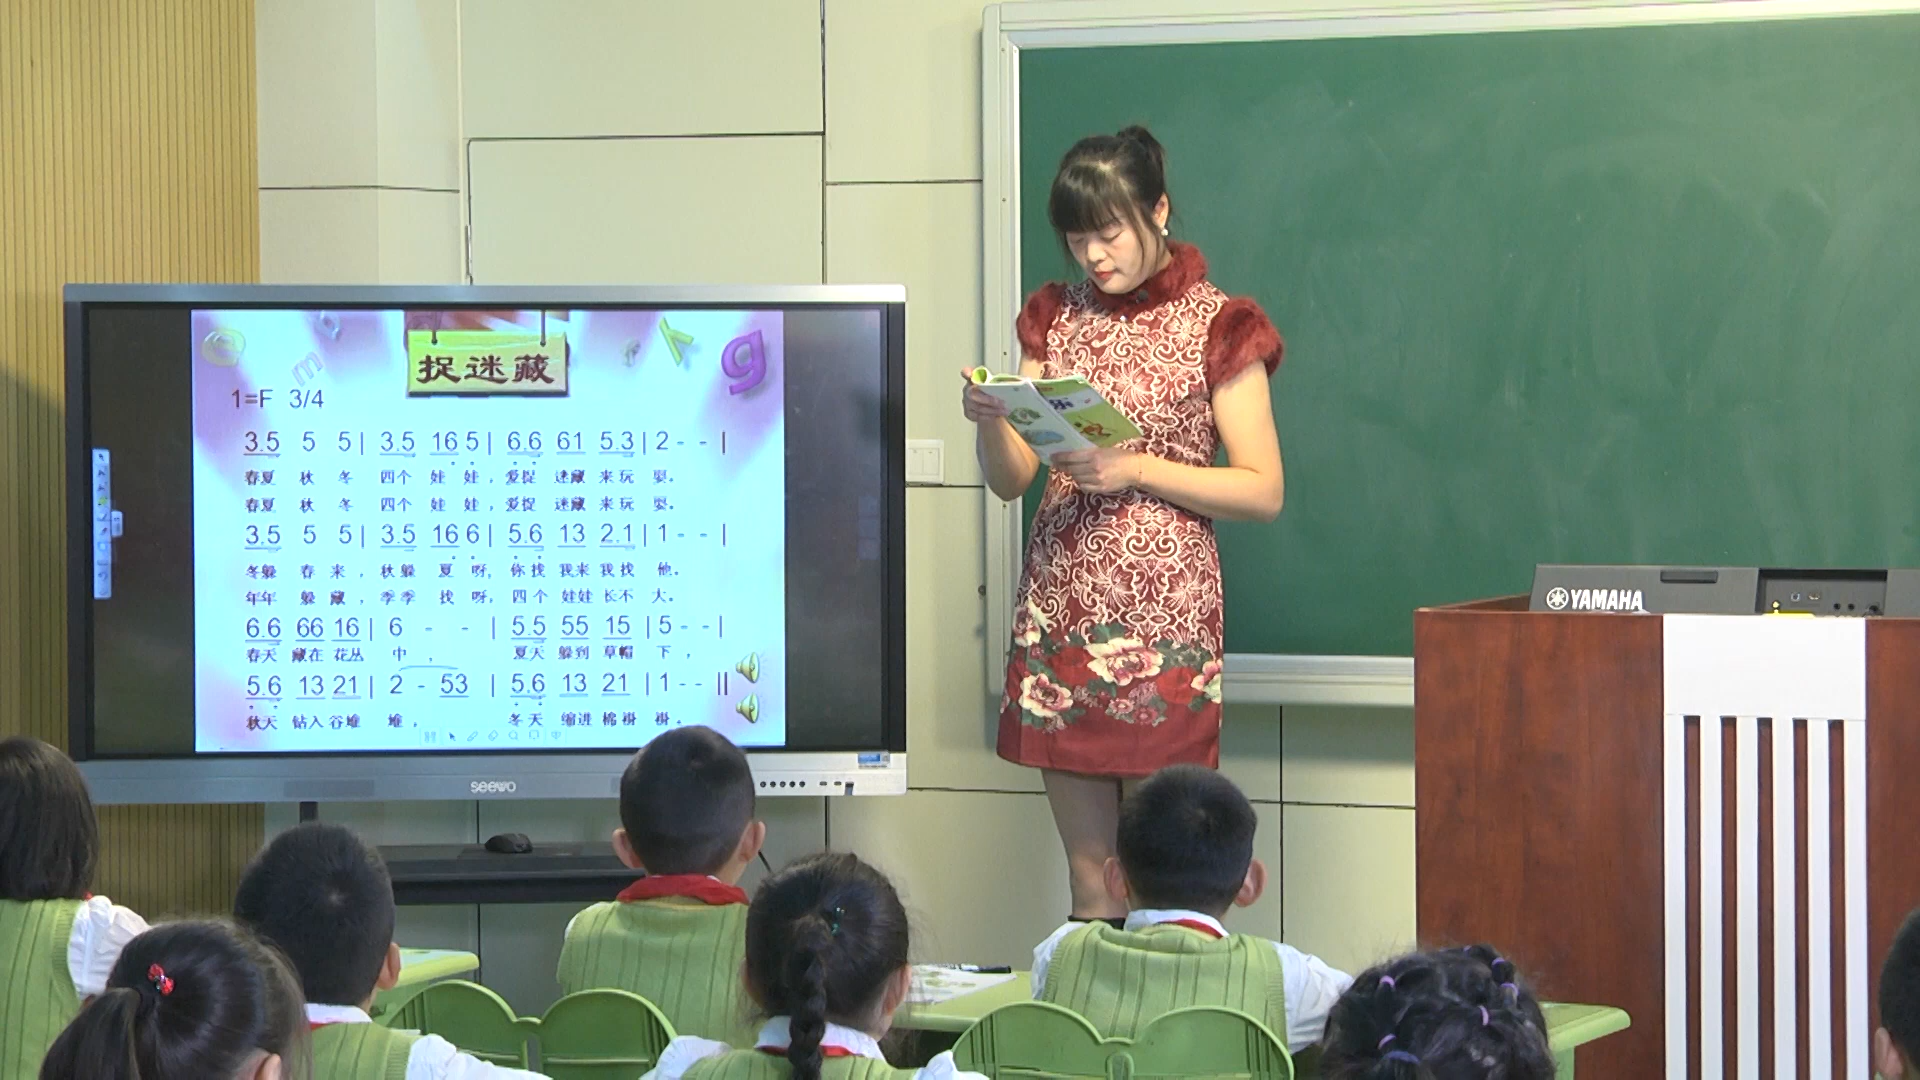 捉迷藏
1=F 3/4
3.5 5 5 | 3.5 16 5 | 6.6 61 5.3 | 2 - - |
春夏 秋 冬 四个 娃 娃，爱捉 迷藏 来玩 耍。
春夏 秋 冬 四个 娃 娃，爱捉 迷藏 来玩 耍。
3.5 5 5 | 3.5 16 6 | 5.6 13 2.1 | 1 - - |
冬躲 春 来，秋躲 夏 呀，你找 我来 我找 他。
年年 躲 藏，季季 找 呀，四个 娃娃 长不 大。
6.6 66 16 | 6 - - | 5.5 55 15 | 5 - - |
春天 藏在 花丛 中， 夏天 躲到 草帽 下，
5.6 13 21 | 2 - 53 | 5.6 13 21 | 1 - - ||
秋天 钻入 谷堆 堆， 冬天 缩进 棉褂 褂。
seewo
YAMAHA
乐
e
m
g